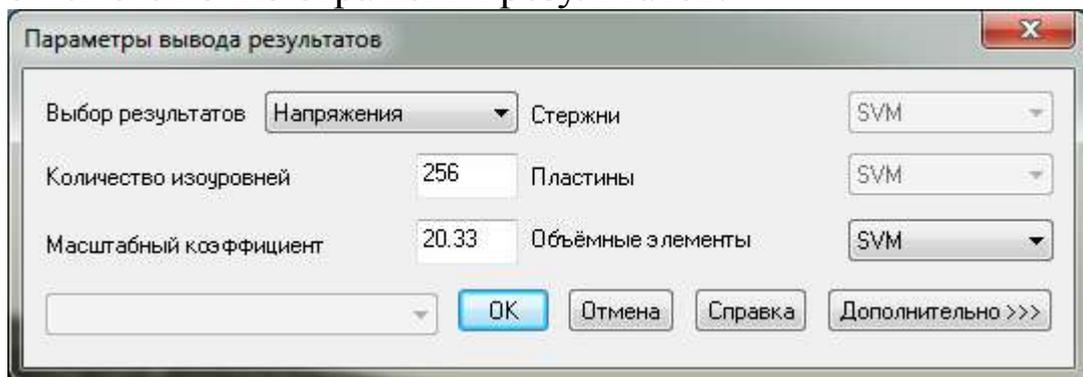 Параметры вывода результатов
Выбор результатов Напряжения Стержни SVM
Количество изоуровней 256 Пластины SVM
Масштабный коэффициент 20.33 Объёмные элементы SVM
OK Отмена Справка Дополнительно >>>